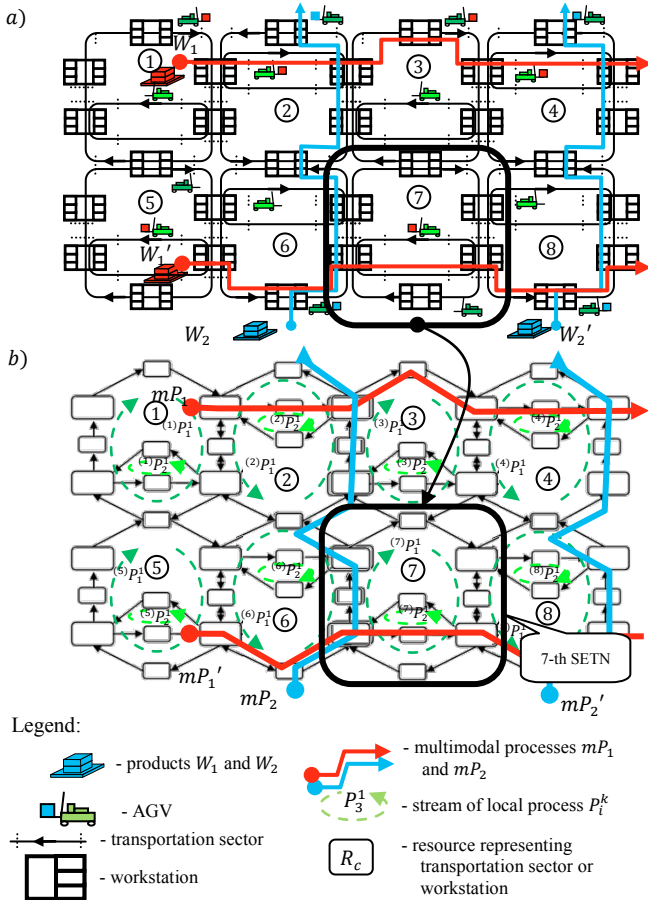 a)
W₁
①
②
③
④
⑤
⑥
⑦
⑧
W₁′
W₂
W₂′
b)
mP₁
①
②
③
④
⁽¹⁾P₁¹
⁽²⁾P₂¹
⁽³⁾P₁¹
⁽⁴⁾P₂¹
⁽¹⁾P₂¹
⁽²⁾P₁¹
⁽³⁾P₂¹
⁽⁴⁾P₁¹
⑤
⑥
⑦
⑧
⁽⁵⁾P₁¹
⁽⁶⁾P₂¹
⁽⁷⁾P₁¹
⁽⁸⁾P₂¹
⁽⁵⁾P₂¹
⁽⁶⁾P₁¹
⁽⁷⁾P₂¹
7-th SETN
mP₁′
mP₂
mP₂′
Legend:
- products W₁ and W₂
- AGV
- transportation sector
- workstation
- multimodal processes mP₁
and mP₂
P₃¹
- stream of local process Pᵢᵏ
R_c
- resource representing
transportation sector or
workstation